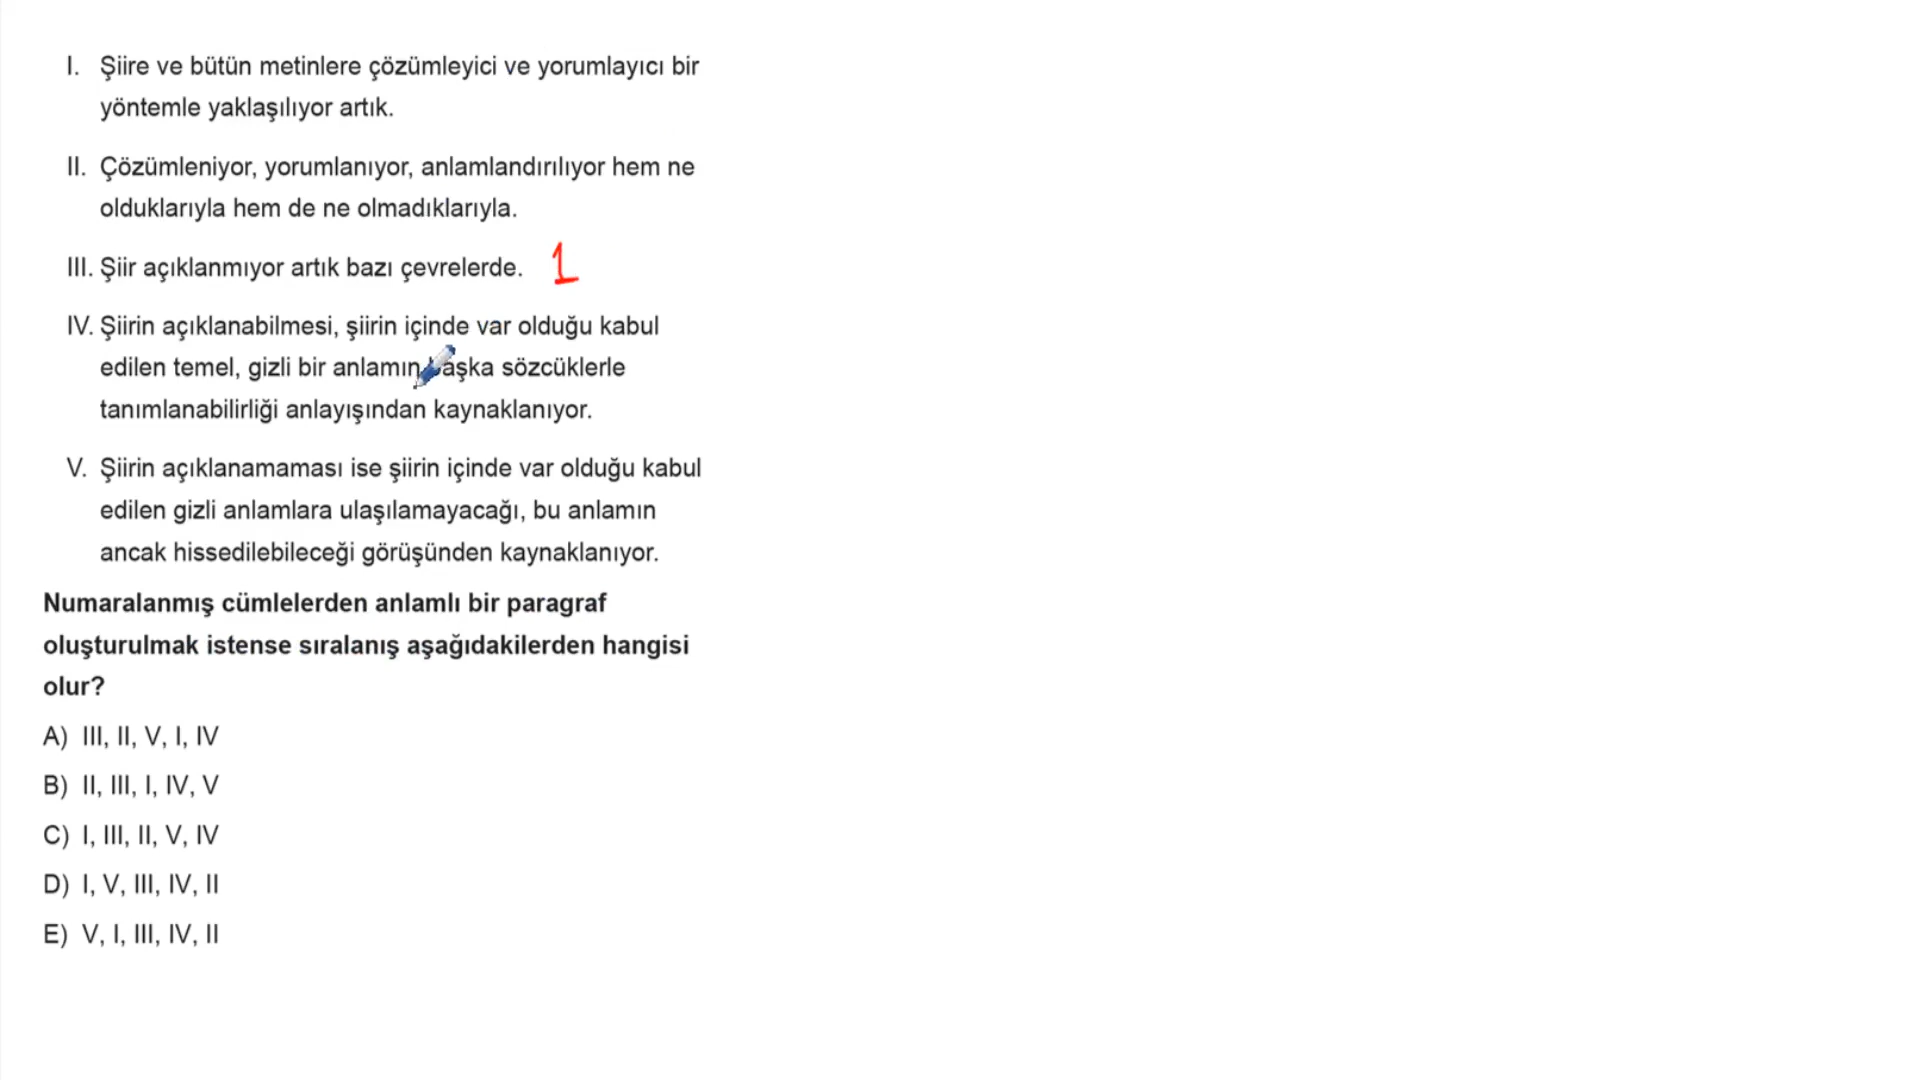 I. Şiire ve bütün metinlere çözümleyici ve yorumlayıcı bir
yöntemle yaklaşılıyor artık.
II. Çözümleniyor, yorumlanıyor, anlamlandırılıyor hem ne
olduklarıyla hem de ne olmadıklarıyla.
III. Şiir açıklanmıyor artık bazı çevrelerde. 1
IV. Şiirin açıklanabilmesi, şiirin içinde var olduğu kabul
edilen temel, gizli bir anlamın başka sözcüklerle
tanımlanabilirliği anlayışından kaynaklanıyor.
V. Şiirin açıklanamaması ise şiirin içinde var olduğu kabul
edilen gizli anlamlara ulaşılamayacağı, bu anlamın
ancak hissedilebileceği görüşünden kaynaklanıyor.
Numaralanmış cümlelerden anlamlı bir paragraf
oluşturulmak istense sıralanış aşağıdakilerden hangisi
olur?
A) III, II, V, I, IV
B) II, III, I, IV, V
C) I, III, II, V, IV
D) I, V, III, IV, II
E) V, I, III, IV, II